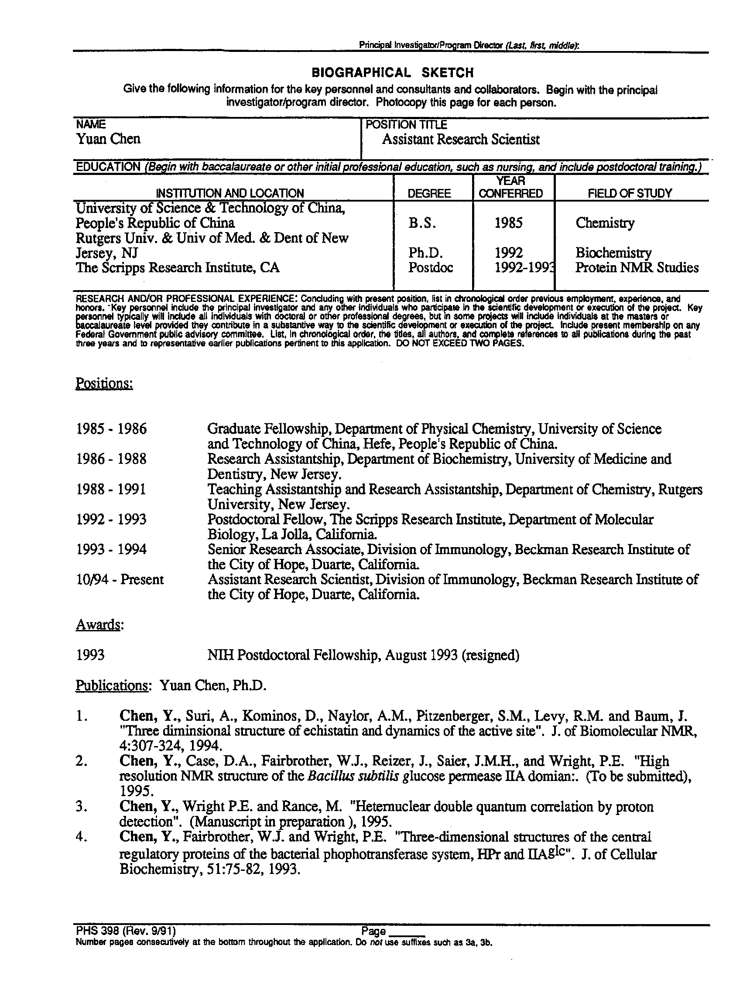 Principal Investigator/Program Director (Last, first, middle):
BIOGRAPHICAL SKETCH
Give the following information for the key personnel and consultants and collaborators. Begin with the principal
investigator/program director. Photocopy this page for each person.
NAME
POSITION TITLE
Yuan Chen
Assistant Research Scientist
EDUCATION (Begin with baccalaureate or other initial professional education, such as nursing, and include postdoctoral training.)
INSTITUTION AND LOCATION
DEGREE
YEAR
CONFERRED
FIELD OF STUDY
University of Science & Technology of China,
People's Republic of China B.S. 1985 Chemistry
Rutgers Univ. & Univ of Med. & Dent of New
Jersey, NJ Ph.D. 1992 Biochemistry
The Scripps Research Institute, CA Postdoc 1992-1993 Protein NMR Studies
RESEARCH AND/OR PROFESSIONAL EXPERIENCE: Concluding with present position, list in chronological order previous employment, experience, and
honors. Key personnel include the principal investigator and any other individuals who participate in the scientific development or execution of the project. Key
personnel typically will include all individuals with doctoral or other professional degrees, but in some projects will include individuals at the masters or
baccalaureate level provided they contribute in a substantive way to the scientific development or execution of the project. Include present membership on any
Federal Government public advisory committee. List, in chronological order, the titles, all authors, and complete references to all publications during the past
three years and to representative earlier publications pertinent to this application. DO NOT EXCEED TWO PAGES.
Positions:
1985 - 1986 Graduate Fellowship, Department of Physical Chemistry, University of Science
and Technology of China, Hefe, People's Republic of China.
1986 - 1988 Research Assistantship, Department of Biochemistry, University of Medicine and
Dentistry, New Jersey.
1988 - 1991 Teaching Assistantship and Research Assistantship, Department of Chemistry, Rutgers
University, New Jersey.
1992 - 1993 Postdoctoral Fellow, The Scripps Research Institute, Department of Molecular
Biology, La Jolla, California.
1993 - 1994 Senior Research Associate, Division of Immunology, Beckman Research Institute of
the City of Hope, Duarte, California.
10/94 - Present Assistant Research Scientist, Division of Immunology, Beckman Research Institute of
the City of Hope, Duarte, California.
Awards:
1993 NIH Postdoctoral Fellowship, August 1993 (resigned)
Publications: Yuan Chen, Ph.D.
1. Chen, Y., Suri, A., Kominos, D., Naylor, A.M., Pitzenberger, S.M., Levy, R.M. and Baum, J.
"Three diminsional structure of echistatin and dynamics of the active site". J. of Biomolecular NMR,
4:307-324, 1994.
2. Chen, Y., Case, D.A., Fairbrother, W.J., Reizer, J., Saier, J.M.H., and Wright, P.E. "High
resolution NMR structure of the Bacillus subtilis glucose permease IIA domian:. (To be submitted),
1995.
3. Chen, Y., Wright P.E. and Rance, M. "Heternuclear double quantum correlation by proton
detection". (Manuscript in preparation ), 1995.
4. Chen, Y., Fairbrother, W.J. and Wright, P.E. "Three-dimensional structures of the central
regulatory proteins of the bacterial phophotransferase system, HPr and IIAglc". J. of Cellular
Biochemistry, 51:75-82, 1993.
PHS 398 (Rev. 9/91) Page
Number pages consecutively at the bottom throughout the application. Do not use suffixes such as 3a, 3b.